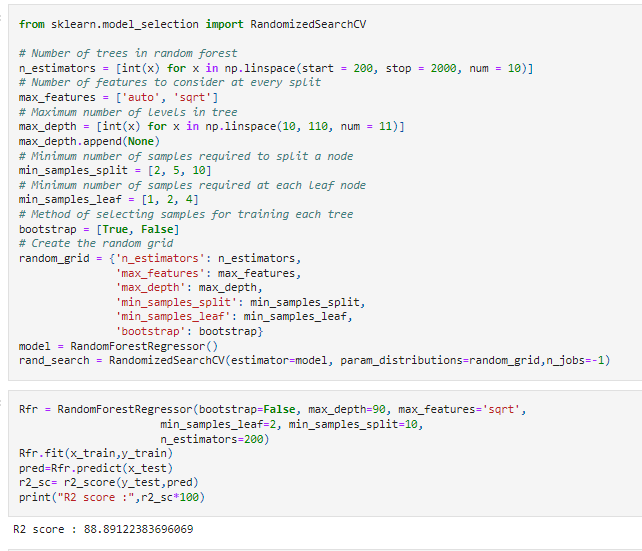 from sklearn.model_selection import RandomizedSearchCV
# Number of trees in random forest
n_estimators = [int(x) for x in np.linspace(start = 200, stop = 2000, num = 10)]
# Number of features to consider at every split
max_features = ['auto', 'sqrt']
# Maximum number of levels in tree
max_depth = [int(x) for x in np.linspace(10, 110, num = 11)]
max_depth.append(None)
# Minimum number of samples required to split a node
min_samples_split = [2, 5, 10]
# Minimum number of samples required at each leaf node
min_samples_leaf = [1, 2, 4]
# Method of selecting samples for training each tree
bootstrap = [True, False]
# Create the random grid
random_grid = {'n_estimators': n_estimators,
'max_features': max_features,
'max_depth': max_depth,
'min_samples_split': min_samples_split,
'min_samples_leaf': min_samples_leaf,
'bootstrap': bootstrap}
model = RandomForestRegressor()
rand_search = RandomizedSearchCV(estimator=model, param_distributions=random_grid,n_jobs=-1)
Rfr = RandomForestRegressor(bootstrap=False, max_depth=90, max_features='sqrt',
min_samples_leaf=2, min_samples_split=10,
n_estimators=200)
Rfr.fit(x_train,y_train)
pred=Rfr.predict(x_test)
r2_sc= r2_score(y_test,pred)
print("R2 score :",r2_sc*100)
R2 score : 88.89122383696069